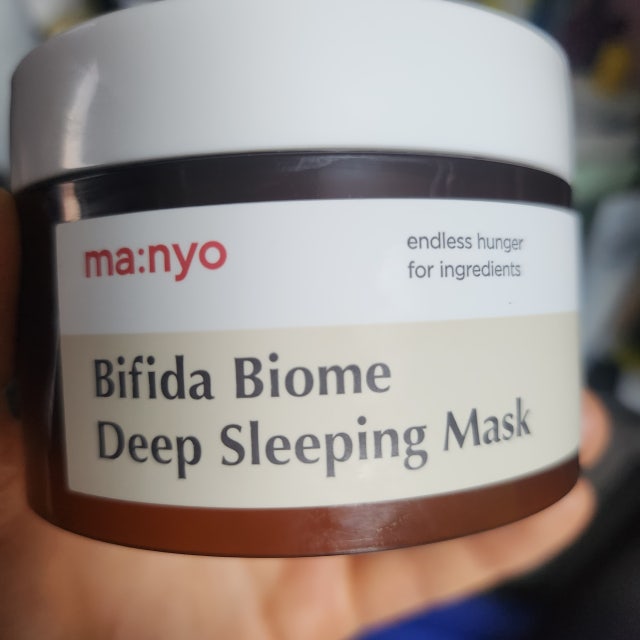 ma:nyo
endless hunger
for ingredients
Bifida Biome
Deep Sleeping Mask